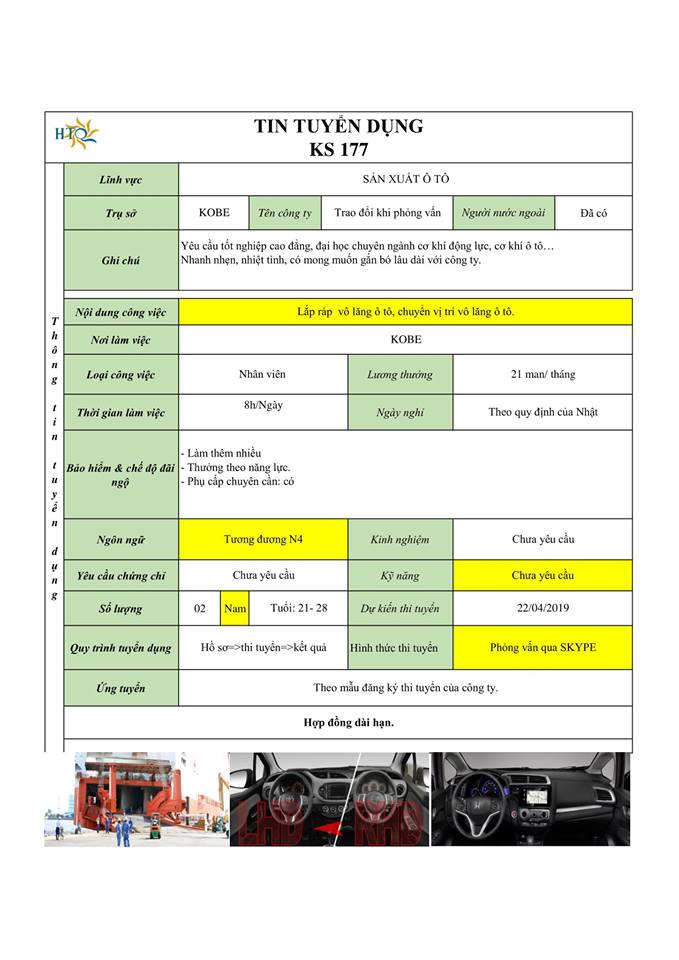 HTO
TIN TUYỂN DỤNG
KS 177
Thông tin tuyển dụng
Lĩnh vực
SẢN XUẤT Ô TÔ
Trụ sở
KOBE
Tên công ty
Trao đổi khi phỏng vấn
Người nước ngoài
Đã có
Ghi chú
Yêu cầu tốt nghiệp cao đẳng, đại học chuyên ngành cơ khí động lực, cơ khí ô tô…
Nhanh nhẹn, nhiệt tình, có mong muốn gắn bó lâu dài với công ty.
Nội dung công việc
Lắp ráp vô lăng ô tô, chuyển vị trí vô lăng ô tô.
Nơi làm việc
KOBE
Loại công việc
Nhân viên
Lương thưởng
21 man/ tháng
Thời gian làm việc
8h/Ngày
Ngày nghỉ
Theo quy định của Nhật
Bảo hiểm & chế độ đãi
ngộ
- Làm thêm nhiều
- Thưởng theo năng lực.
- Phụ cấp chuyên cần: có
Ngôn ngữ
Tương đương N4
Kinh nghiệm
Chưa yêu cầu
Yêu cầu chứng chỉ
Chưa yêu cầu
Kỹ năng
Chưa yêu cầu
Số lượng
02
Nam
Tuổi: 21- 28
Dự kiến thi tuyển
22/04/2019
Quy trình tuyển dụng
Hồ sơ=>thi tuyển=>kết quả
Hình thức thi tuyển
Phỏng vấn qua SKYPE
Ứng tuyển
Theo mẫu đăng ký thi tuyển của công ty.
Hợp đồng dài hạn.
LHD
RHD